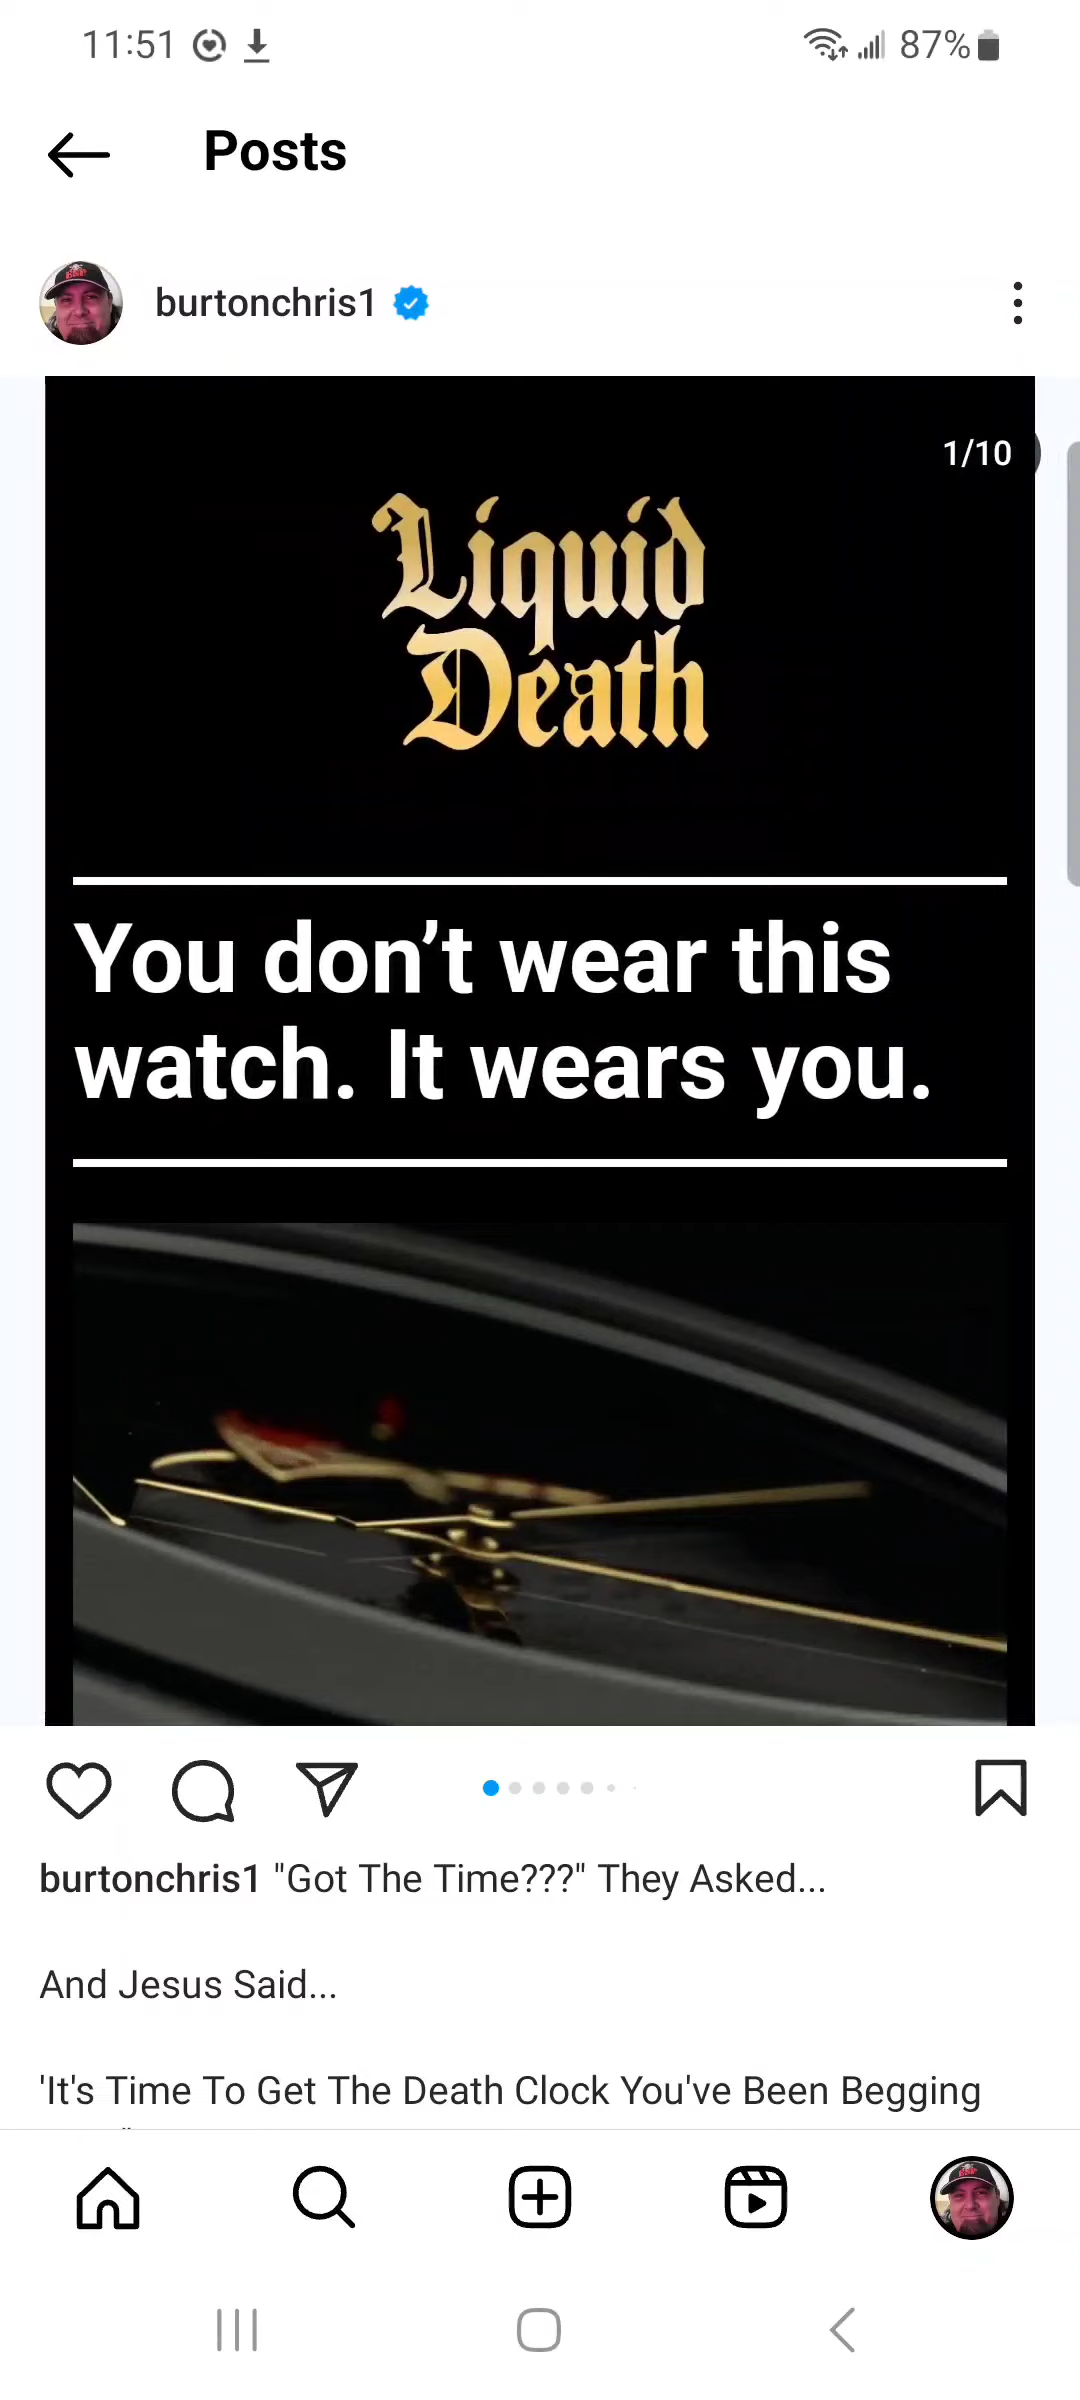 11:51
87%
Posts
burtonchris1
1/10
Liquid
Death
You don’t wear this
watch. It wears you.
burtonchris1 "Got The Time???" They Asked...
And Jesus Said...
'It's Time To Get The Death Clock You've Been Begging